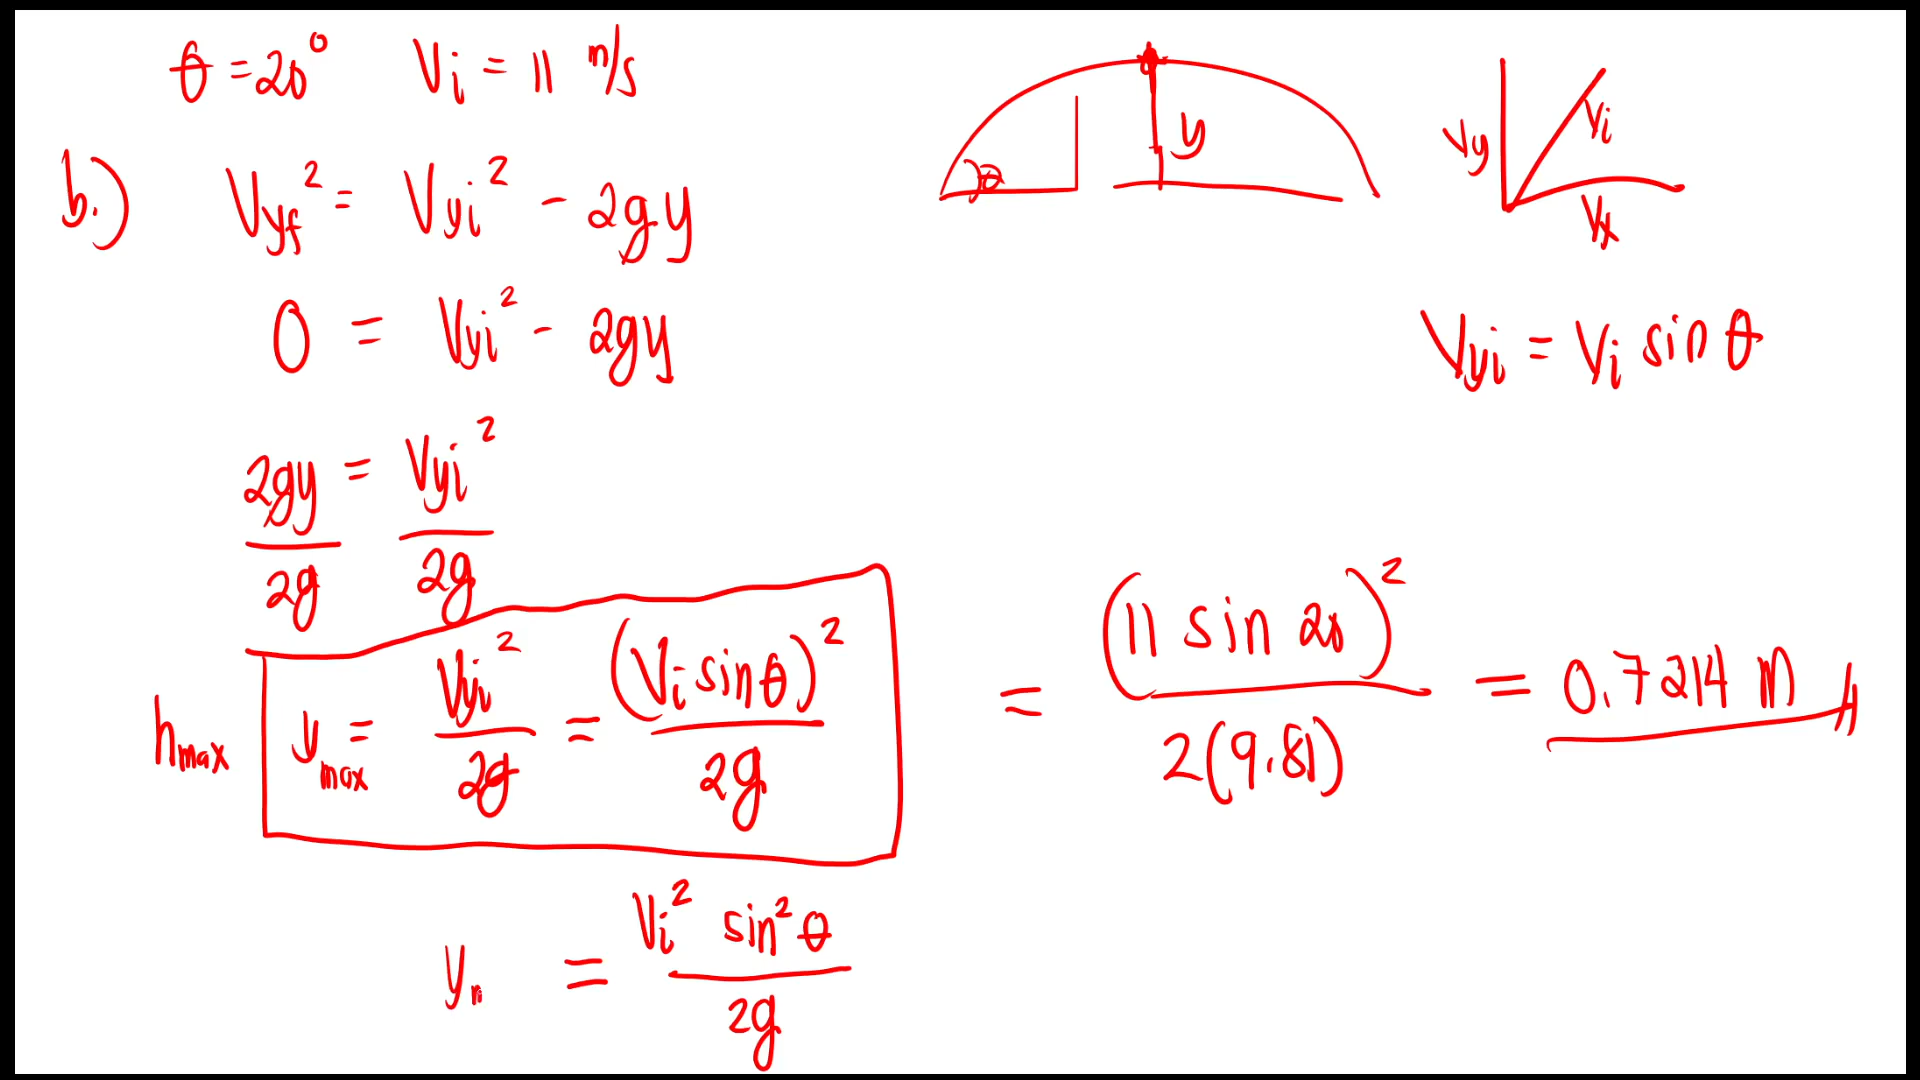 θ = 20° Vi = 11 m/s
b.) Vyf² = Vyi² - 2gy
0 = Vyi² - 2gy
2gy/2g = Vyi²/2g
hmax ymax = Vyi²/2g = (Vi sinθ)²/2g = (11 sin 20)²/2(9.81) = 0.7214 m
y = Vi² sin²θ/2g
θ
y
Vy Vi
Vx
Vyi = Vi sin θ